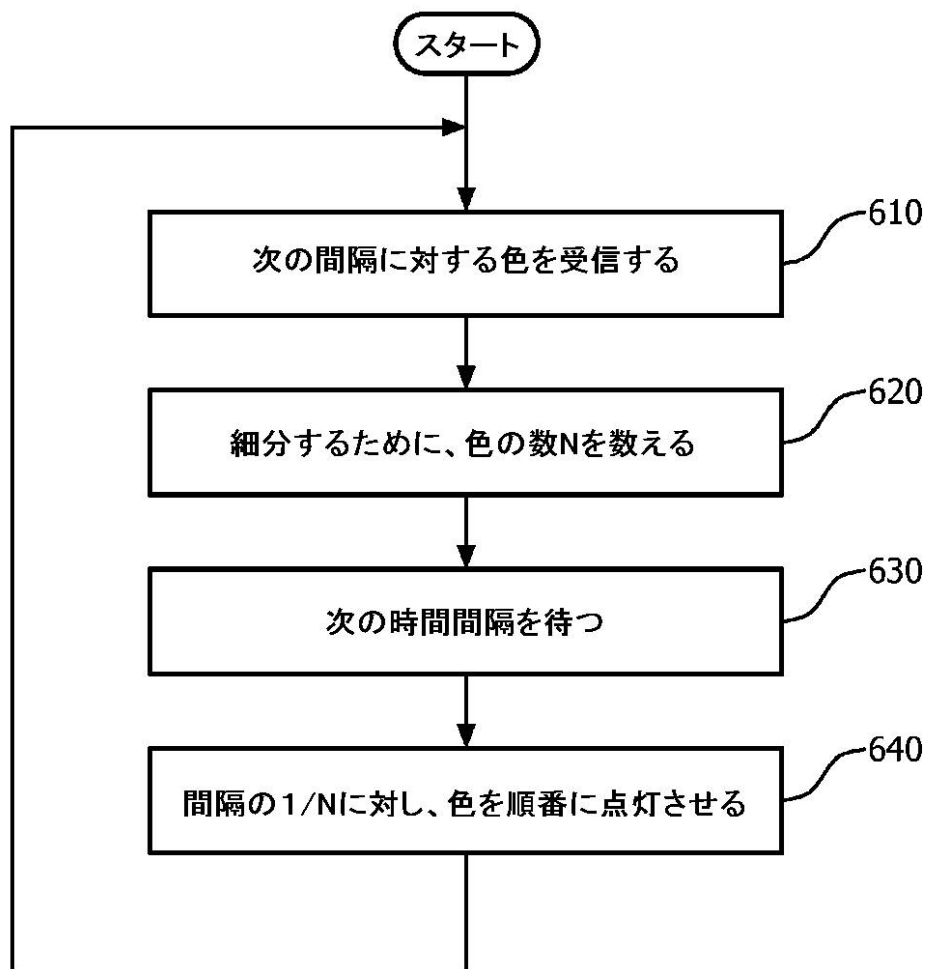 スタート
次の間隔に対する色を受信する
610
細分するために、色の数Nを数える
620
次の時間間隔を待つ
630
間隔の1/Nに対し、色を順番に点灯させる
640